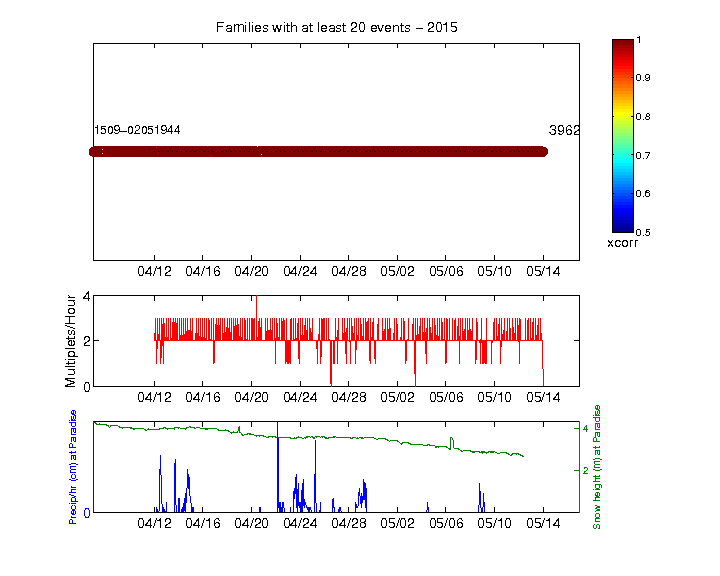 Families with at least 20 events − 2015
1509−02051944
3962
1
0.9
0.8
0.7
0.6
0.5
xcorr
04/12 04/16 04/20 04/24 04/28 05/02 05/06 05/10 05/14
Multiplets/Hour
4
2
0
04/12 04/16 04/20 04/24 04/28 05/02 05/06 05/10 05/14
Precip/hr (cm) at Paradise
0
4
2
Snow height (m) at Paradise
04/12 04/16 04/20 04/24 04/28 05/02 05/06 05/10 05/14